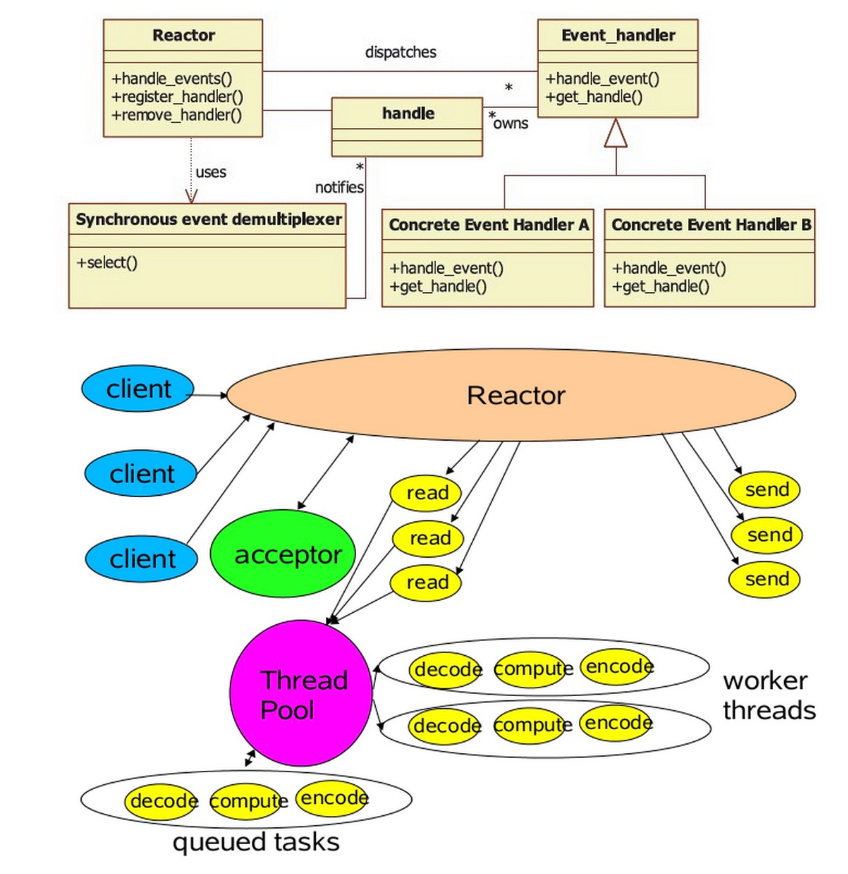 Reactor
+handle_events()
+register_handler()
+remove_handler()
dispatches
Event_handler
+handle_event()
+get_handle()
*
handle
*owns
uses
*
notifies
Synchronous event demultiplexer
+select()
Concrete Event Handler A
+handle_event()
+get_handle()
Concrete Event Handler B
+handle_event()
+get_handle()
client
Reactor
client
client
acceptor
read
read
read
send
send
send
Thread
Pool
decode compute encode
decode compute encode
worker
threads
decode compute encode
queued tasks